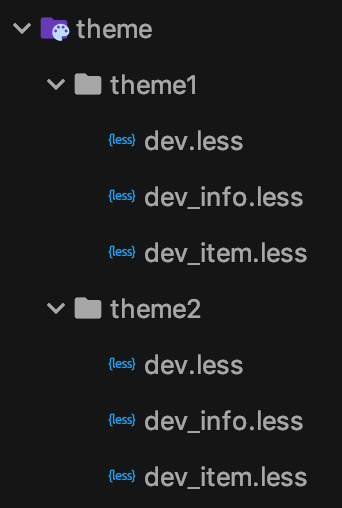 theme
theme1
{less} dev.less
{less} dev_info.less
{less} dev_item.less
theme2
{less} dev.less
{less} dev_info.less
{less} dev_item.less